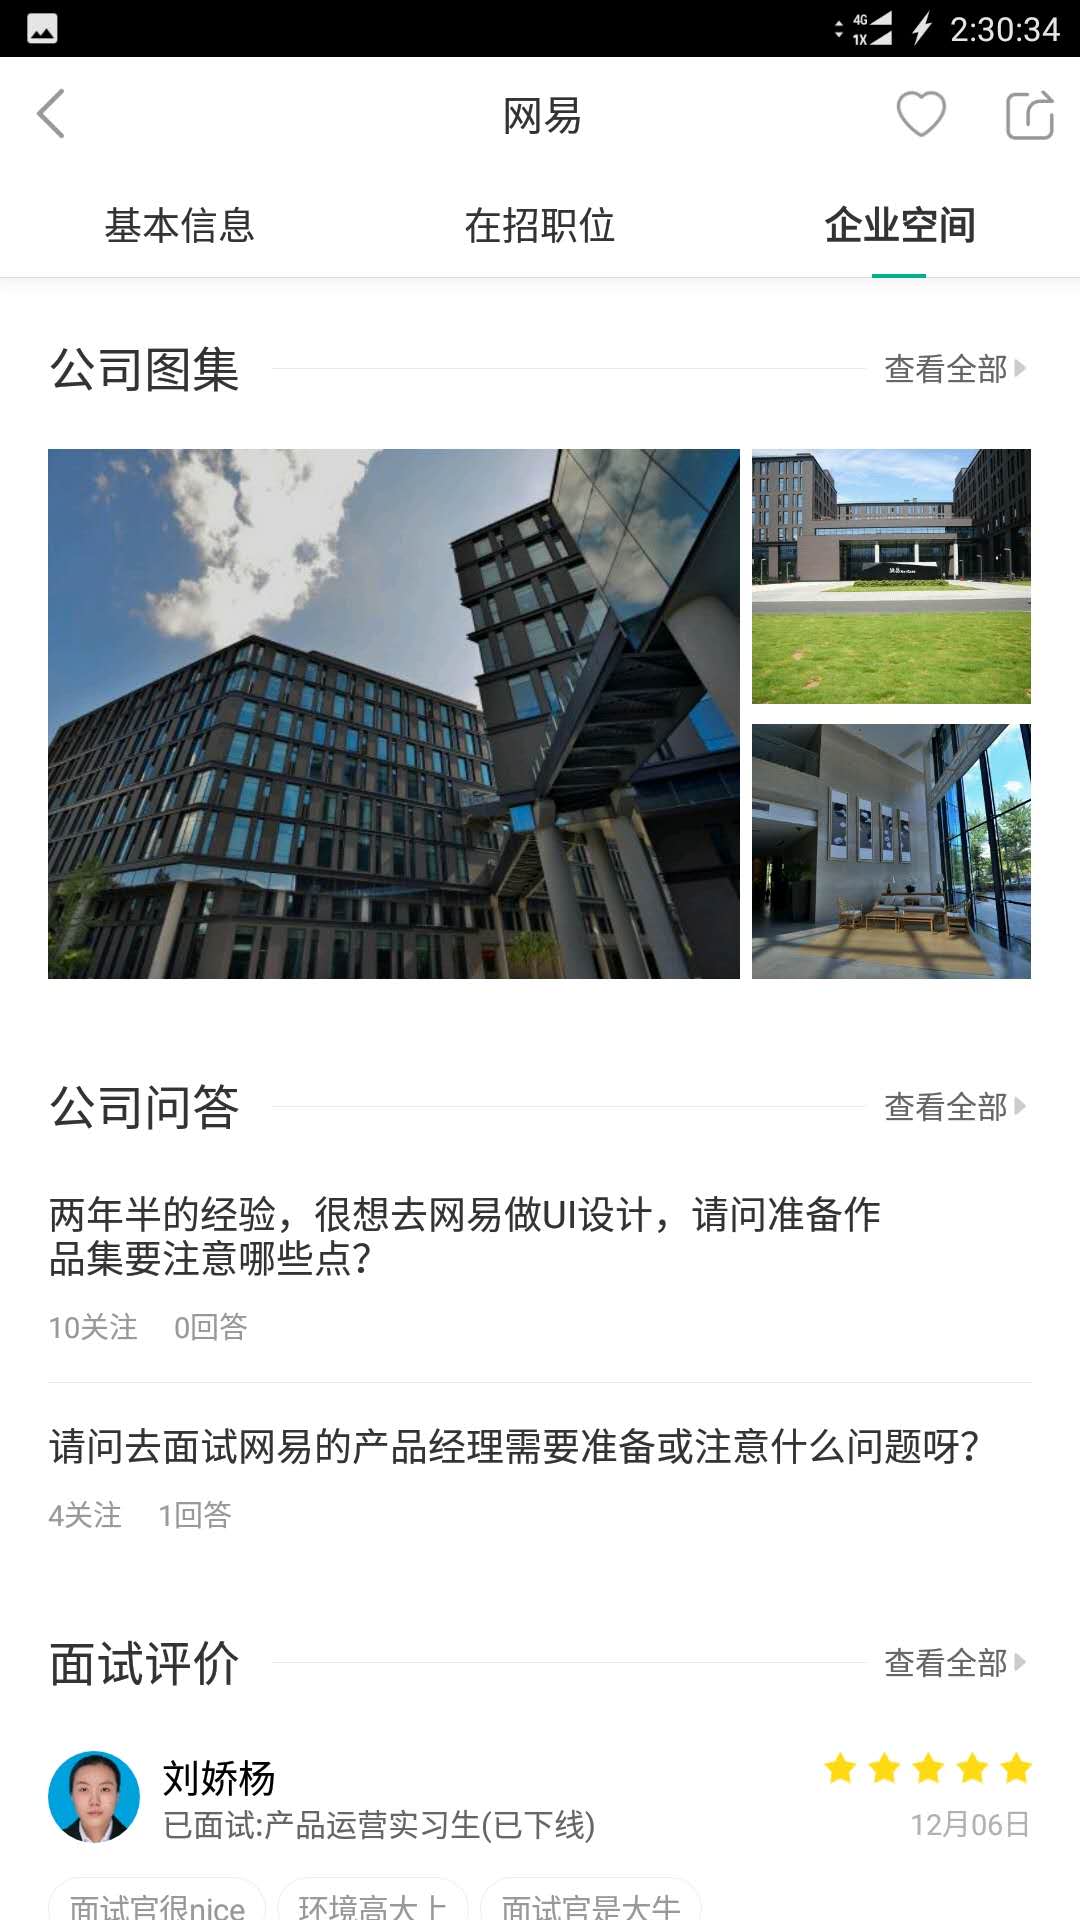 4G
1X
2:30:34
网易
基本信息
在招职位
企业空间
公司图集
查看全部
公司问答
查看全部
两年半的经验，很想去网易做UI设计，请问准备作
品集要注意哪些点？
10关注 0回答
请问去面试网易的产品经理需要准备或注意什么问题呀？
4关注 1回答
面试评价
查看全部
刘娇杨
已面试:产品运营实习生(已下线)
12月06日
面试官很nice
环境高大上
面试官是大牛